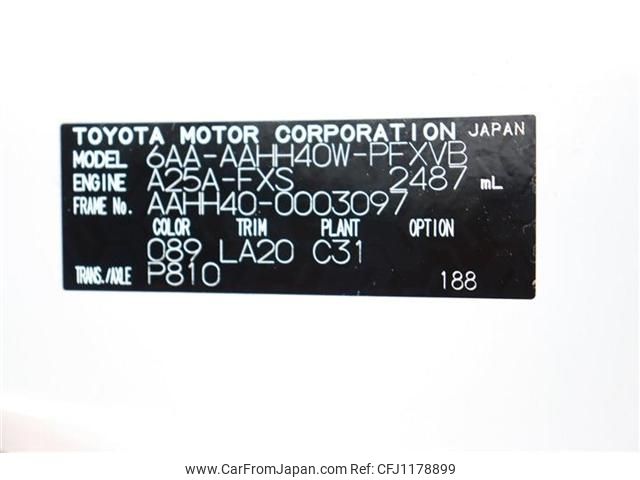 TOYOTA MOTOR CORPORATION JAPAN
MODEL 6AA-AAHH40W-PFXVB
ENGINE A25A-FXS 2487 mL
FRAME No. AAHH40-0003097
COLOR TRIM PLANT OPTION
089 LA20 C31
TRANS./AXLE P810 188
www.CarFromJapan.com ID: CFJ1178899